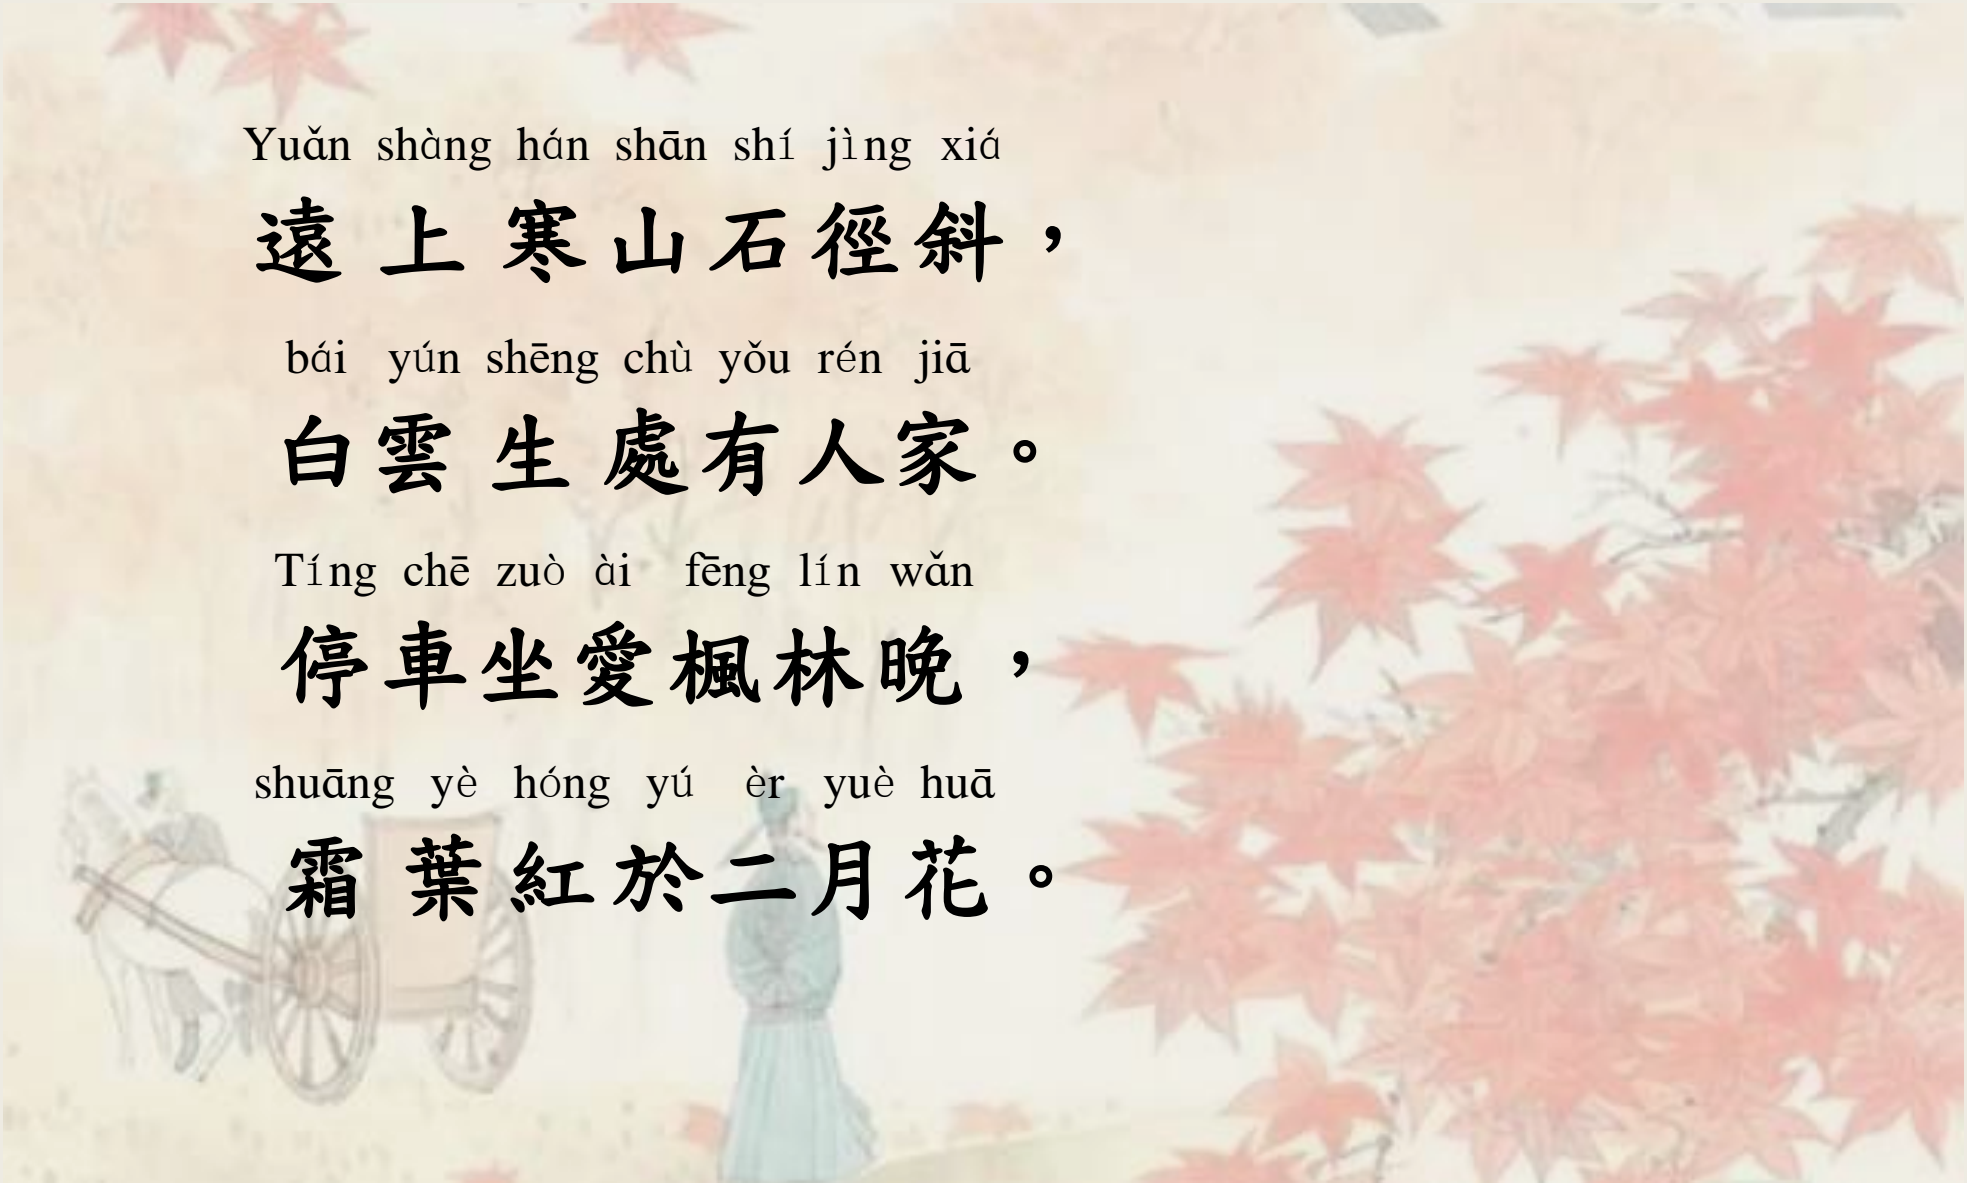 Yuǎn shàng hán shān shí jìng xiá
遠上寒山石徑斜，
bái yún shēng chù yǒu rén jiā
白雲生處有人家。
Tíng chē zuò ài fēng lín wǎn
停車坐愛楓林晚，
shuāng yè hóng yú èr yuè huā
霜葉紅於二月花。